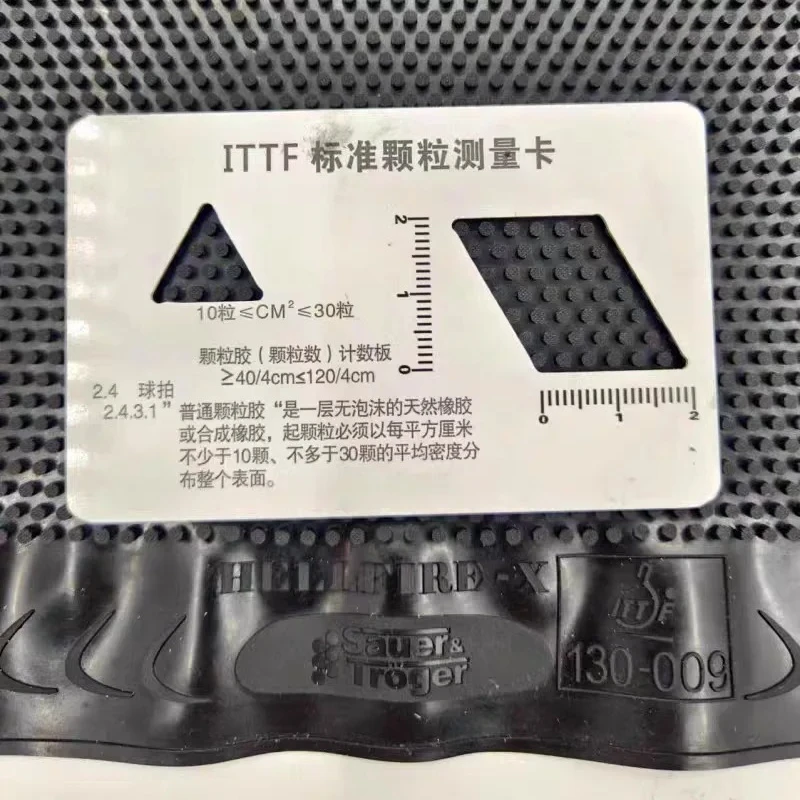 ITTF 标准颗粒测量卡
2
1
0
10粒≤CM²≤30粒
颗粒胶（颗粒数）计数板
≥40/4cm≤120/4cm
0 1 2
2.4 球拍
2.4.3.1" 普通颗粒胶"是一层无泡沫的天然橡胶
或合成橡胶，起颗粒必须以每平方厘米
不少于10颗、不多于30颗的平均密度分
布整个表面。
HELLFIRE-X
ITTF
Sauer &
Tröger
130-009